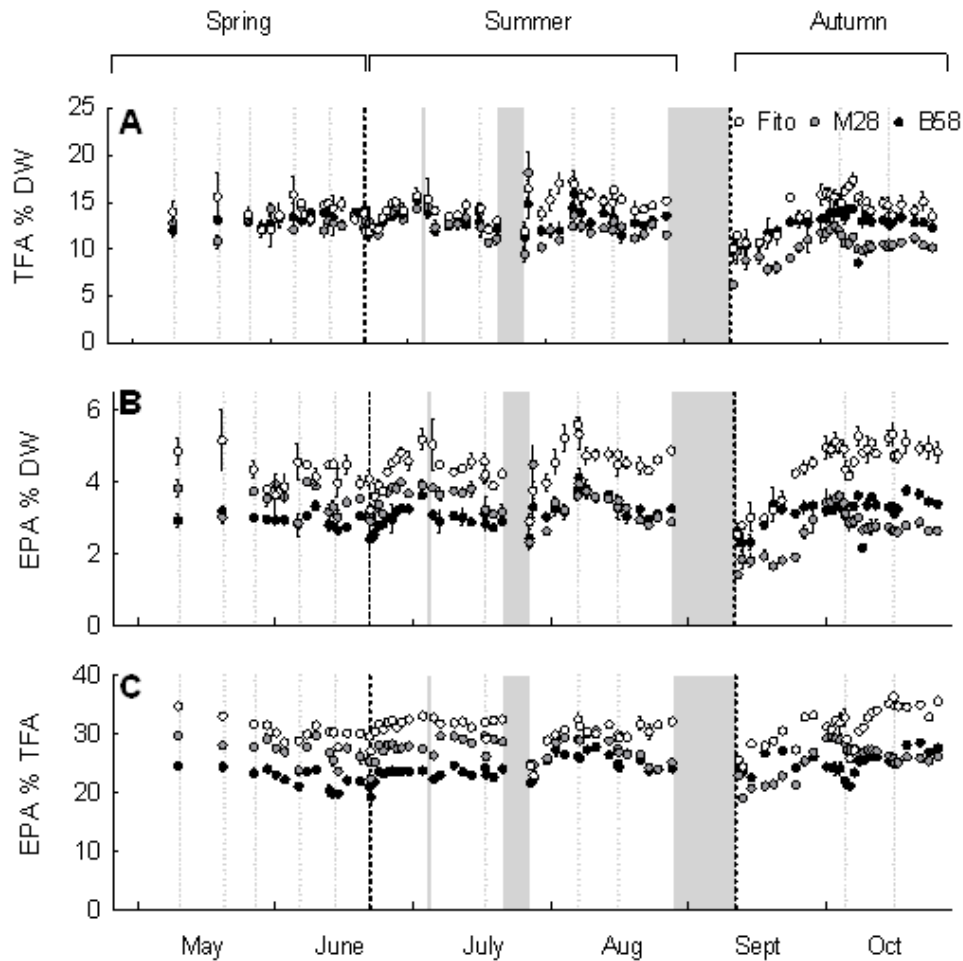 Spring Summer Autumn
A
Fito M28 B58
TFA % DW
25
20
15
10
5
0
B
EPA % DW
6
4
2
0
C
EPA % TFA
40
30
20
10
0
May June July Aug Sept Oct